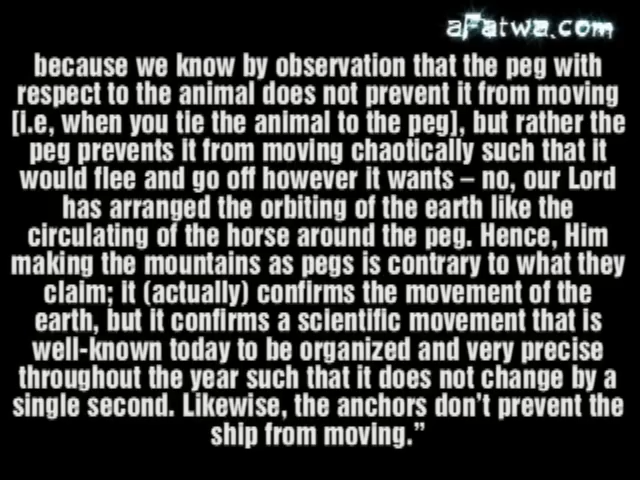 aFatwa.com
because we know by observation that the peg with
respect to the animal does not prevent it from moving
[i.e, when you tie the animal to the peg], but rather the
peg prevents it from moving chaotically such that it
would flee and go off however it wants – no, our Lord
has arranged the orbiting of the earth like the
circulating of the horse around the peg. Hence, Him
making the mountains as pegs is contrary to what they
claim; it (actually) confirms the movement of the
earth, but it confirms a scientific movement that is
well-known today to be organized and very precise
throughout the year such that it does not change by a
single second. Likewise, the anchors don't prevent the
ship from moving.”